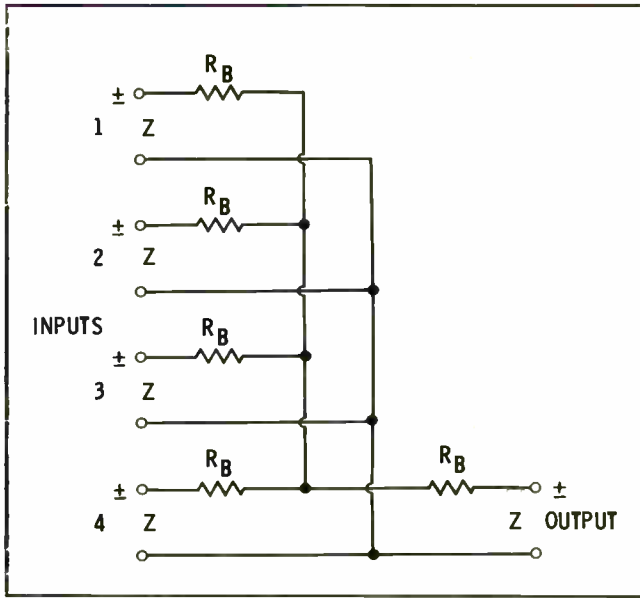 R_B
±
1 Z
R_B
±
2 Z
INPUTS
R_B
±
3 Z
R_B
±
4 Z
R_B
±
Z OUTPUT